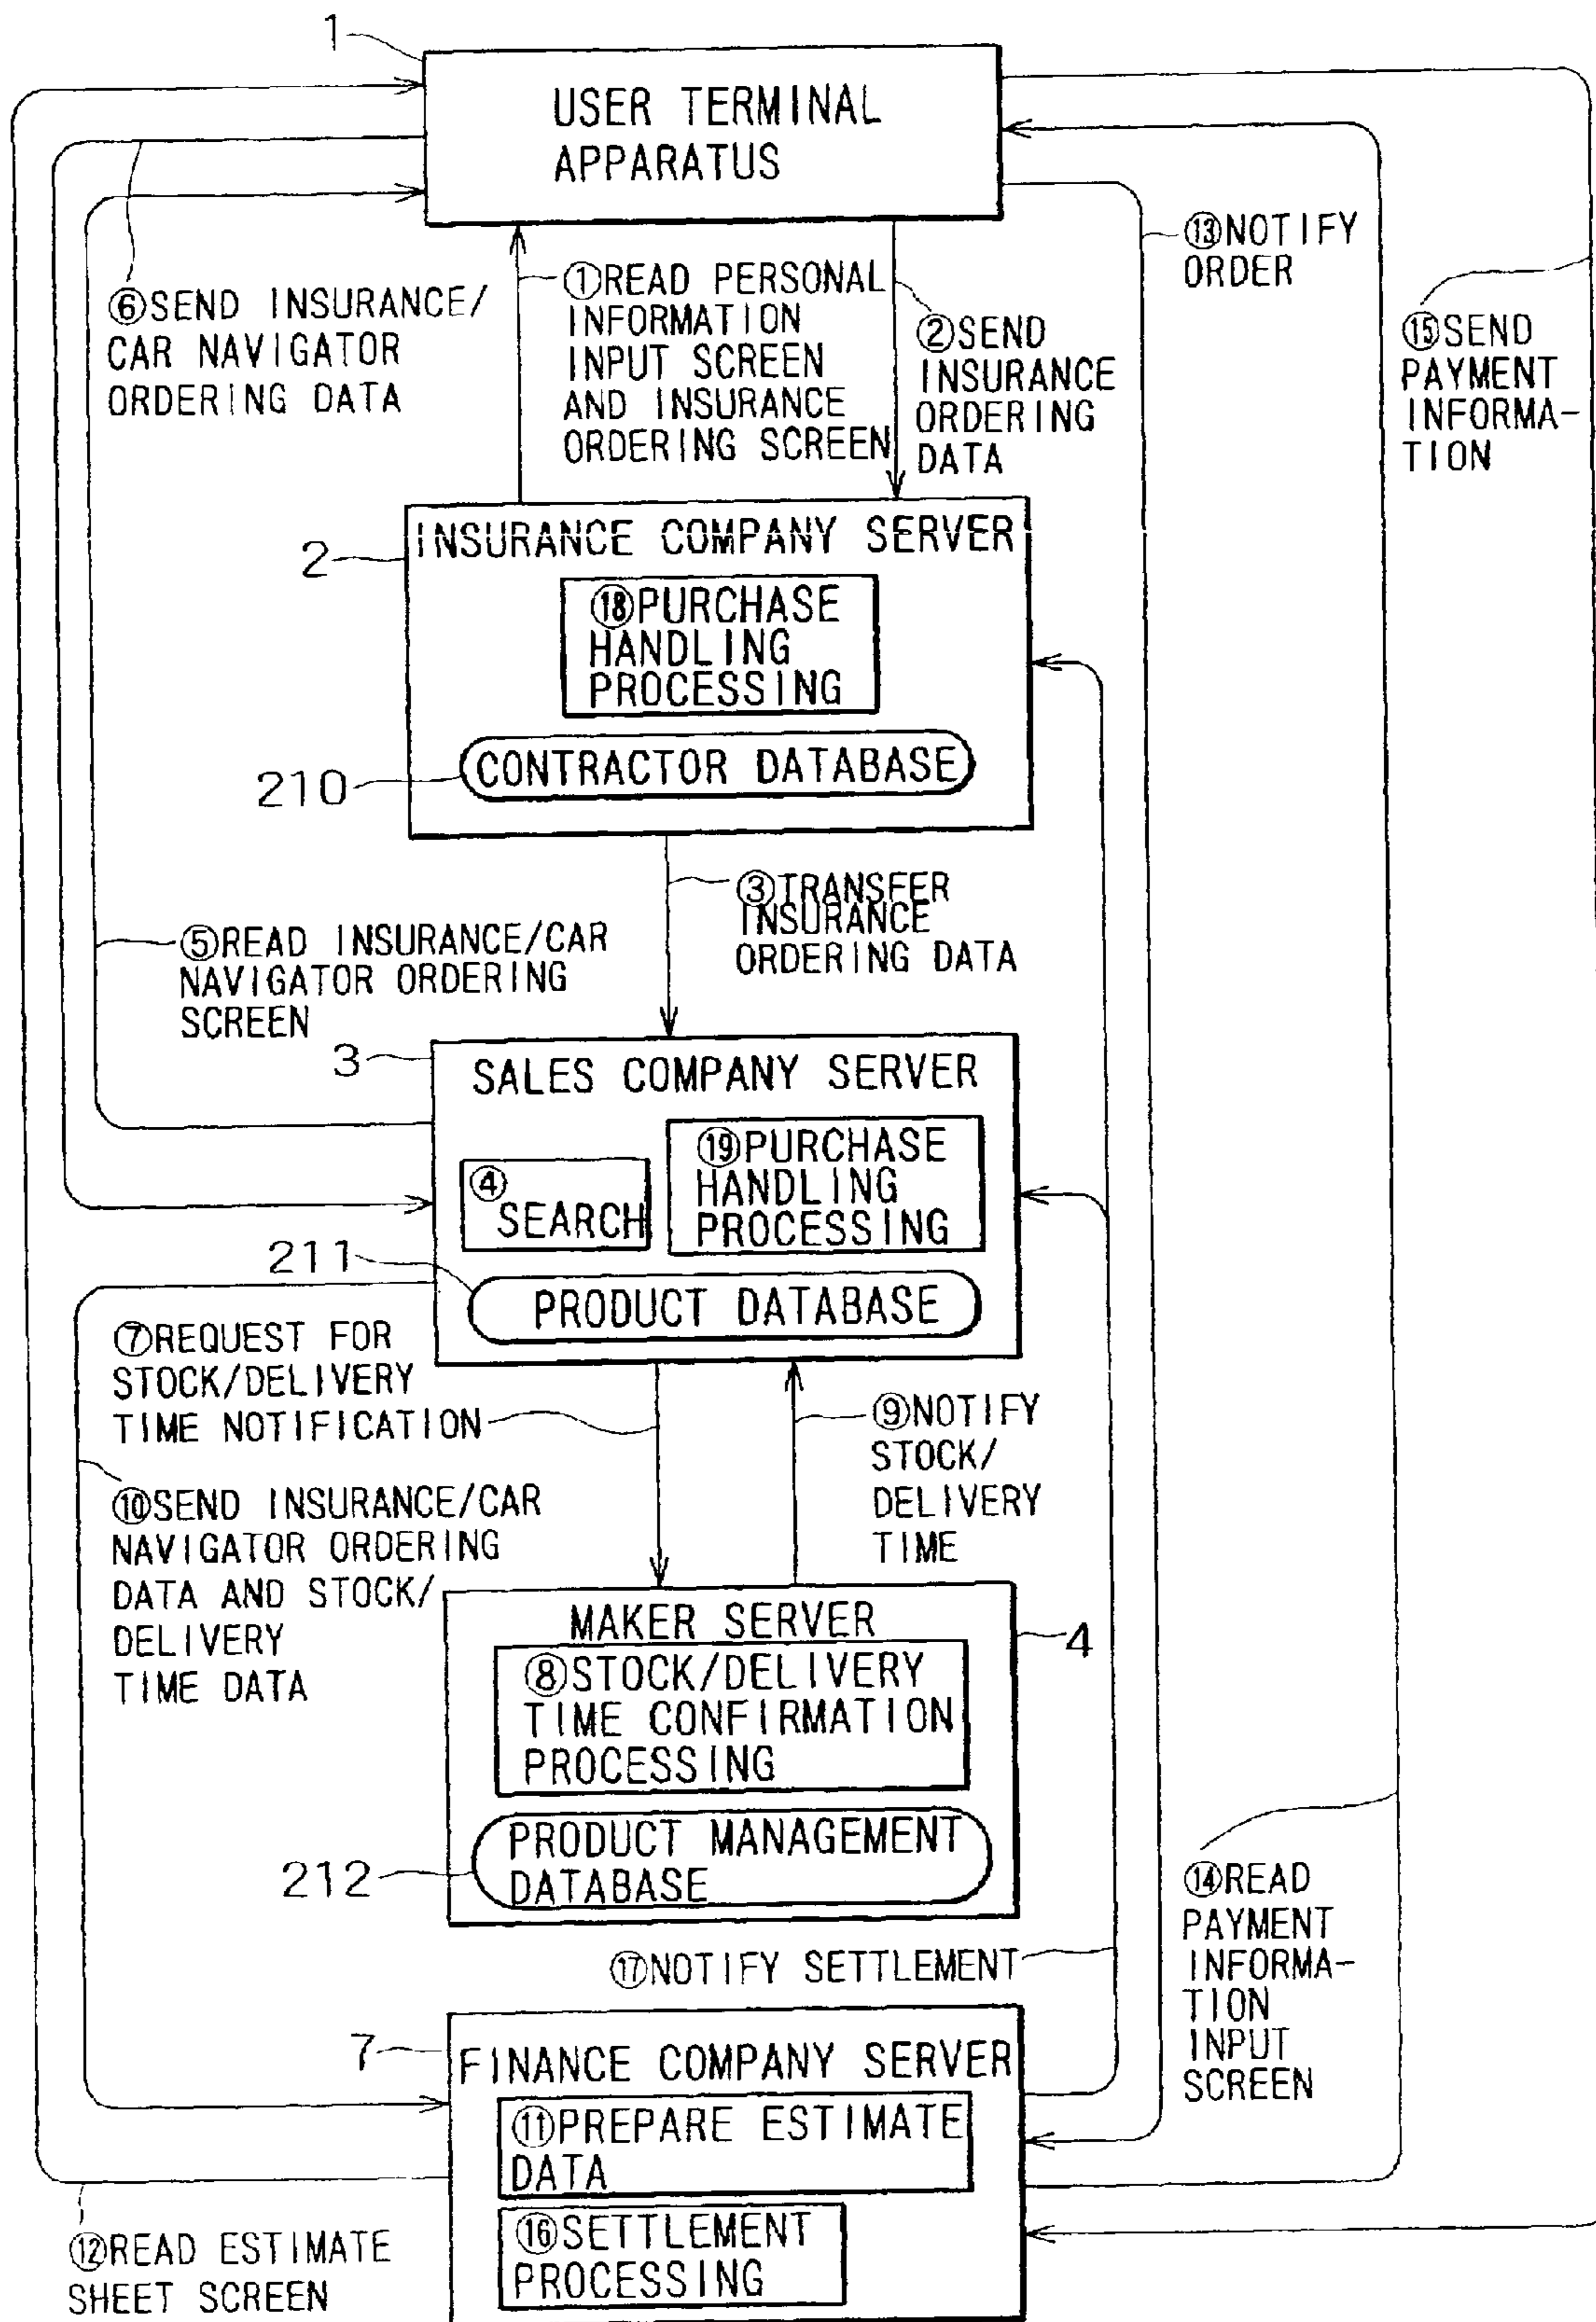 1
USER TERMINAL
APPARATUS
⑥SEND INSURANCE/
CAR NAVIGATOR
ORDERING DATA
①READ PERSONAL
INFORMATION
INPUT SCREEN
AND INSURANCE
ORDERING SCREEN
②SEND
INSURANCE
ORDERING
DATA
⑬NOTIFY
ORDER
⑮SEND
PAYMENT
INFORMA-
TION
2
INSURANCE COMPANY SERVER
⑱PURCHASE
HANDLING
PROCESSING
210
CONTRACTOR DATABASE
③TRANSFER
INSURANCE
ORDERING DATA
⑤READ INSURANCE/CAR
NAVIGATOR ORDERING
SCREEN
3
SALES COMPANY SERVER
④
SEARCH
⑲PURCHASE
HANDLING
PROCESSING
211
PRODUCT DATABASE
⑦REQUEST FOR
STOCK/DELIVERY
TIME NOTIFICATION
⑨NOTIFY
STOCK/
DELIVERY
TIME
⑩SEND INSURANCE/CAR
NAVIGATOR ORDERING
DATA AND STOCK/
DELIVERY
TIME DATA
MAKER SERVER
4
⑧STOCK/DELIVERY
TIME CONFIRMATION
PROCESSING
212
PRODUCT MANAGEMENT
DATABASE
⑭READ
PAYMENT
INFORMA-
TION
INPUT
SCREEN
⑰NOTIFY SETTLEMENT
7
FINANCE COMPANY SERVER
⑪PREPARE ESTIMATE
DATA
⑯SETTLEMENT
PROCESSING
⑫READ ESTIMATE
SHEET SCREEN